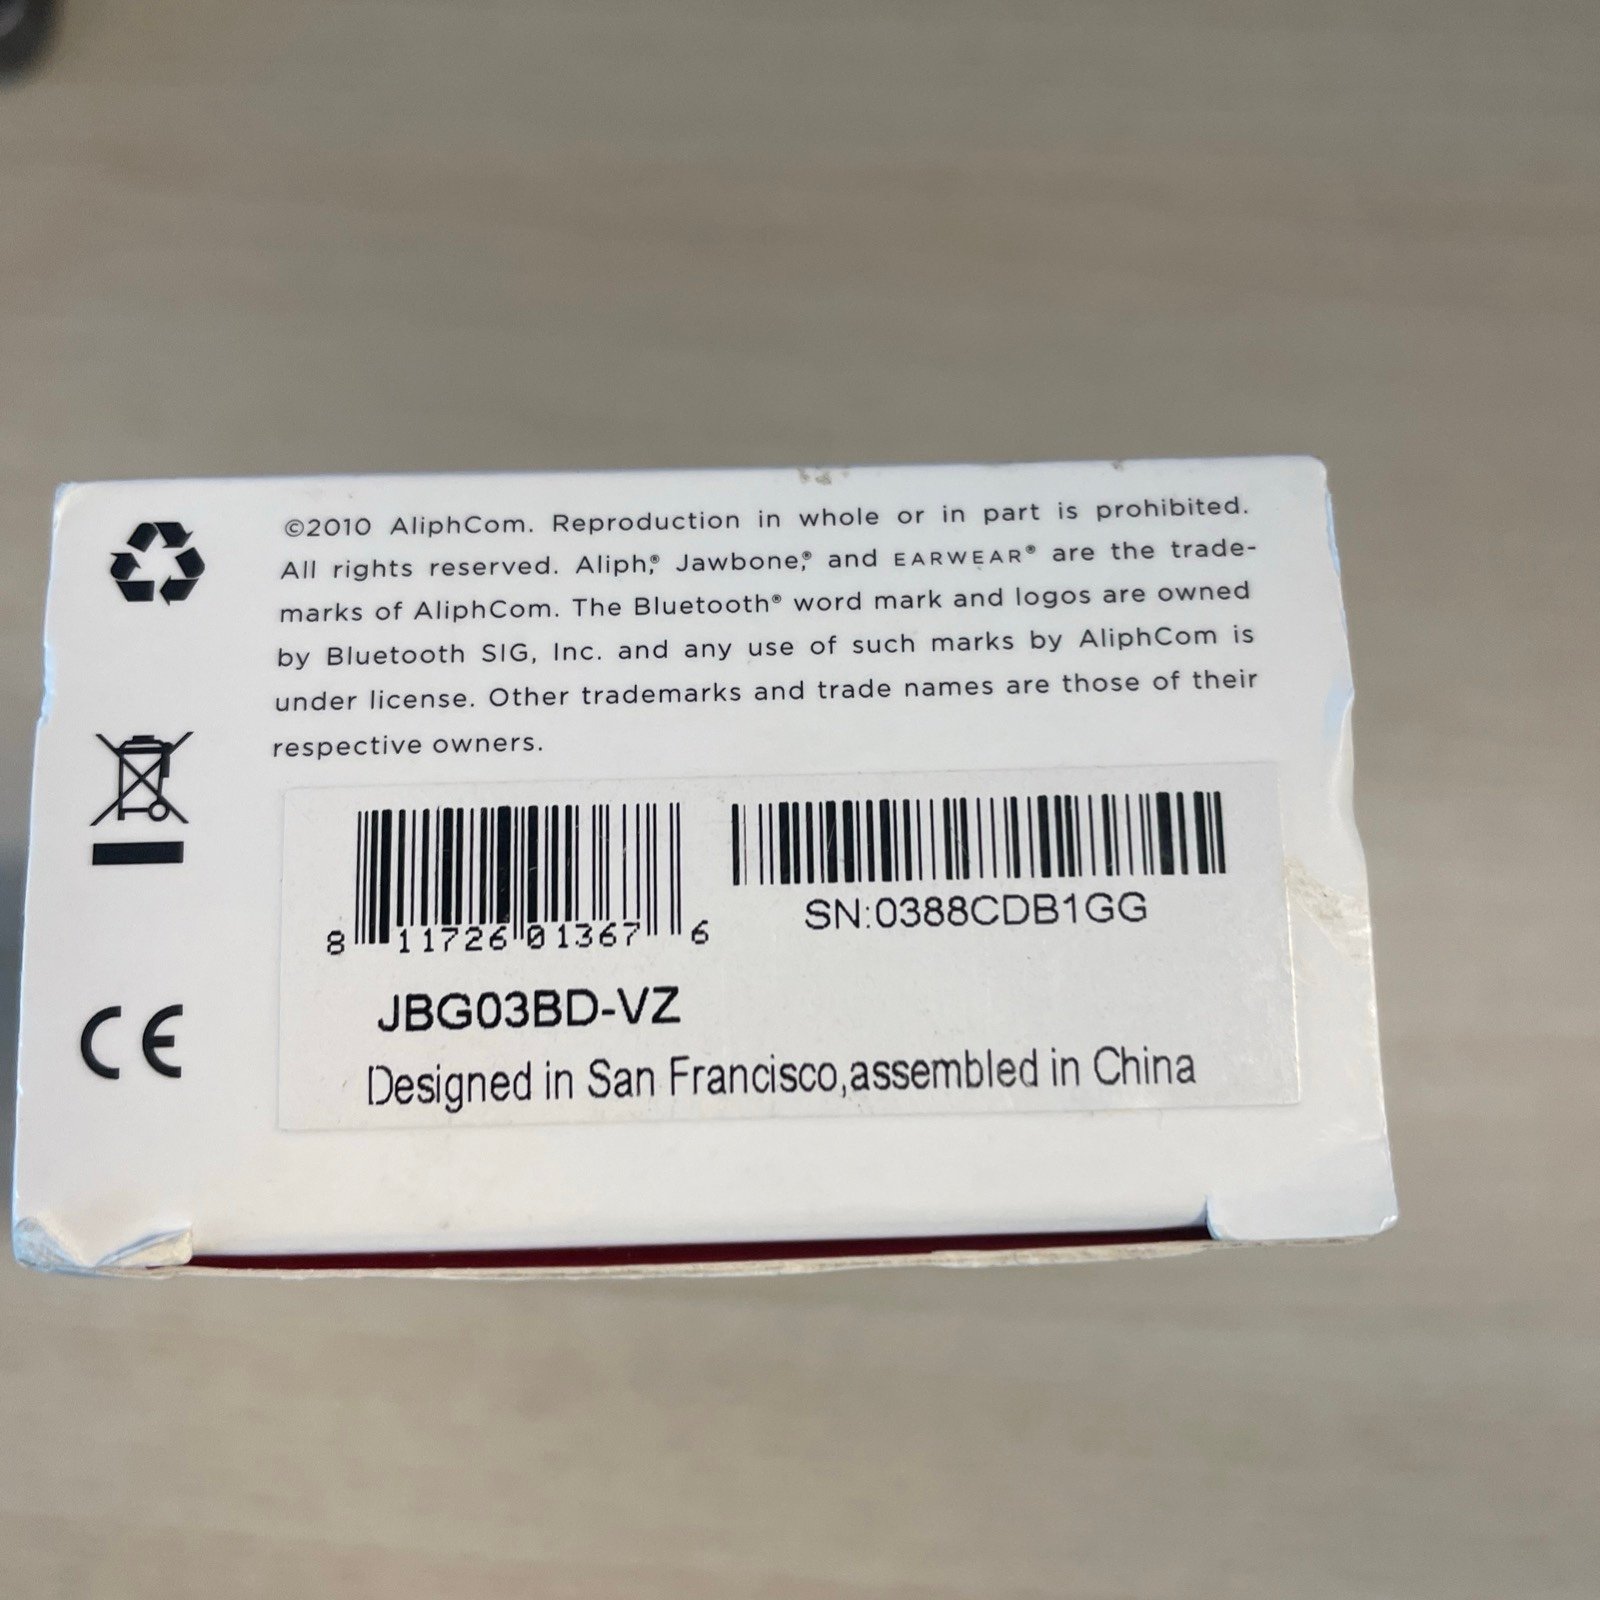 ©2010 AliphCom. Reproduction in whole or in part is prohibited.
All rights reserved. Aliph,® Jawbone,® and EARWEAR® are the trade-
marks of AliphCom. The Bluetooth® word mark and logos are owned
by Bluetooth SIG, Inc. and any use of such marks by AliphCom is
under license. Other trademarks and trade names are those of their
respective owners.
8 11726 01367 6
SN:0388CDB1GG
JBG03BD-VZ
Designed in San Francisco,assembled in China
CE